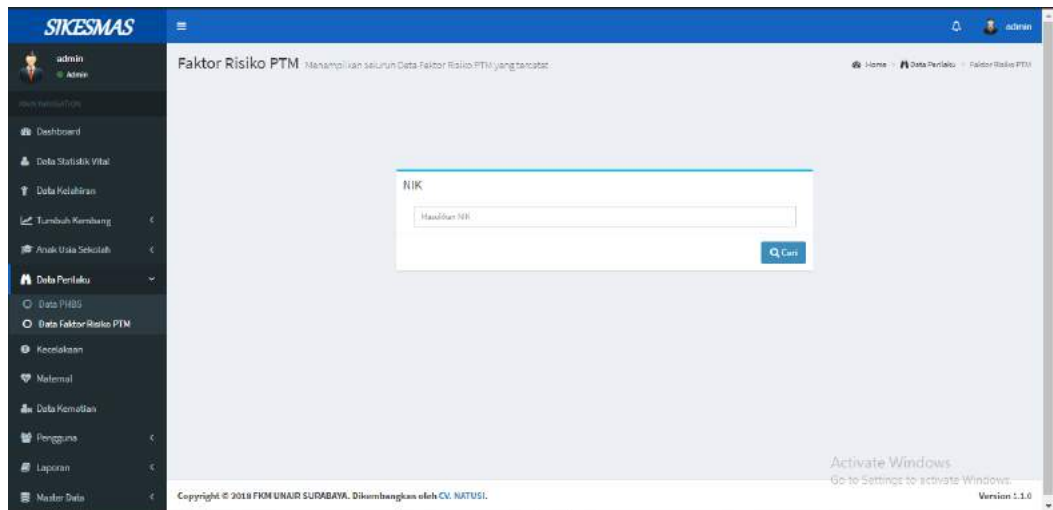 SIKESMAS
admin
admin
Admin
Faktor Risiko PTM Menampilkan seluruh Data Faktor Risiko PTM yang tercatat
Home
Data Perilaku
Faktor Risiko PTM
MAIN NAVIGATION
Dashboard
Data Statistik Vital
Data Kelahiran
Tumbuh Kembang
Anak Usia Sekolah
Data Perilaku
Data PHBS
Data Faktor Risiko PTM
Kecelakaan
Maternal
Data Kematian
Pengguna
Laporan
Master Data
NIK
Masukkan NIK
Cari
Activate Windows
Go to Settings to activate Windows.
Copyright © 2018 FKM UNAIR SURABAYA. Dikembangkan oleh CV. NATUSI.
Version 1.1.0